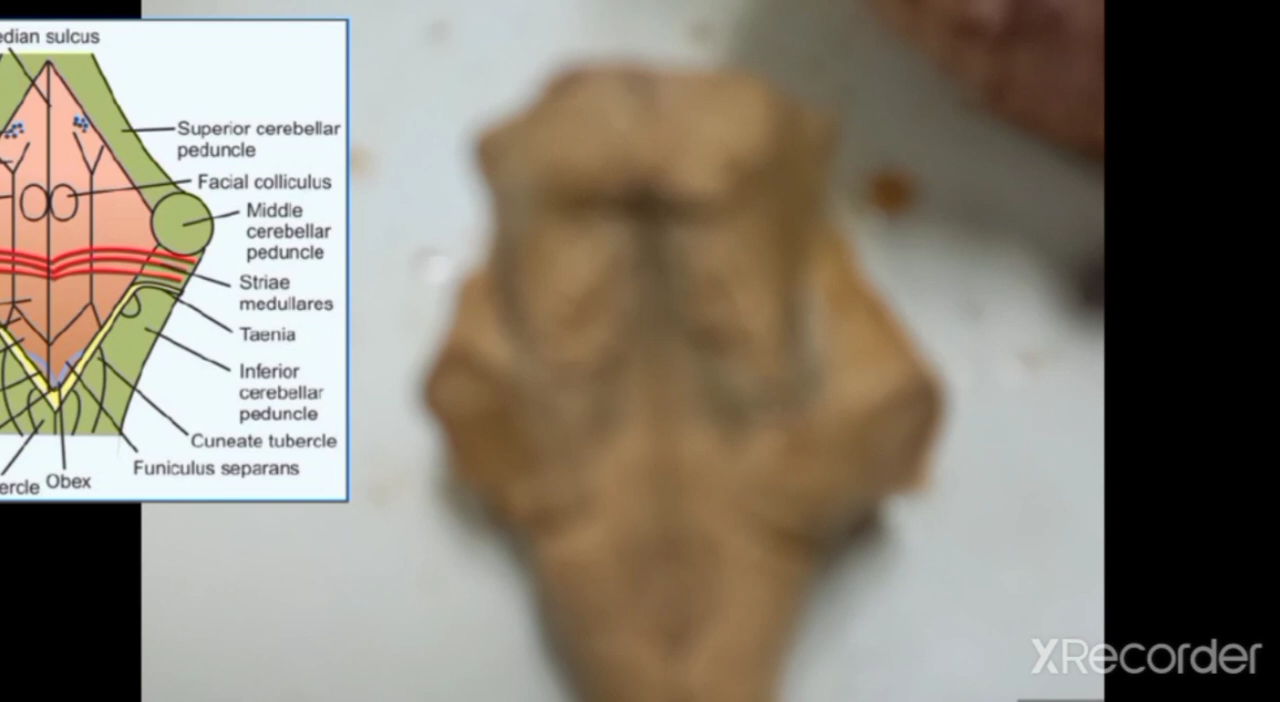 edian sulcus
Superior cerebellar
peduncle
Facial colliculus
Middle
cerebellar
peduncle
Striae
medullares
Taenia
Inferior
cerebellar
peduncle
Cuneate tubercle
Funiculus separans
ercle Obex
XRecorder